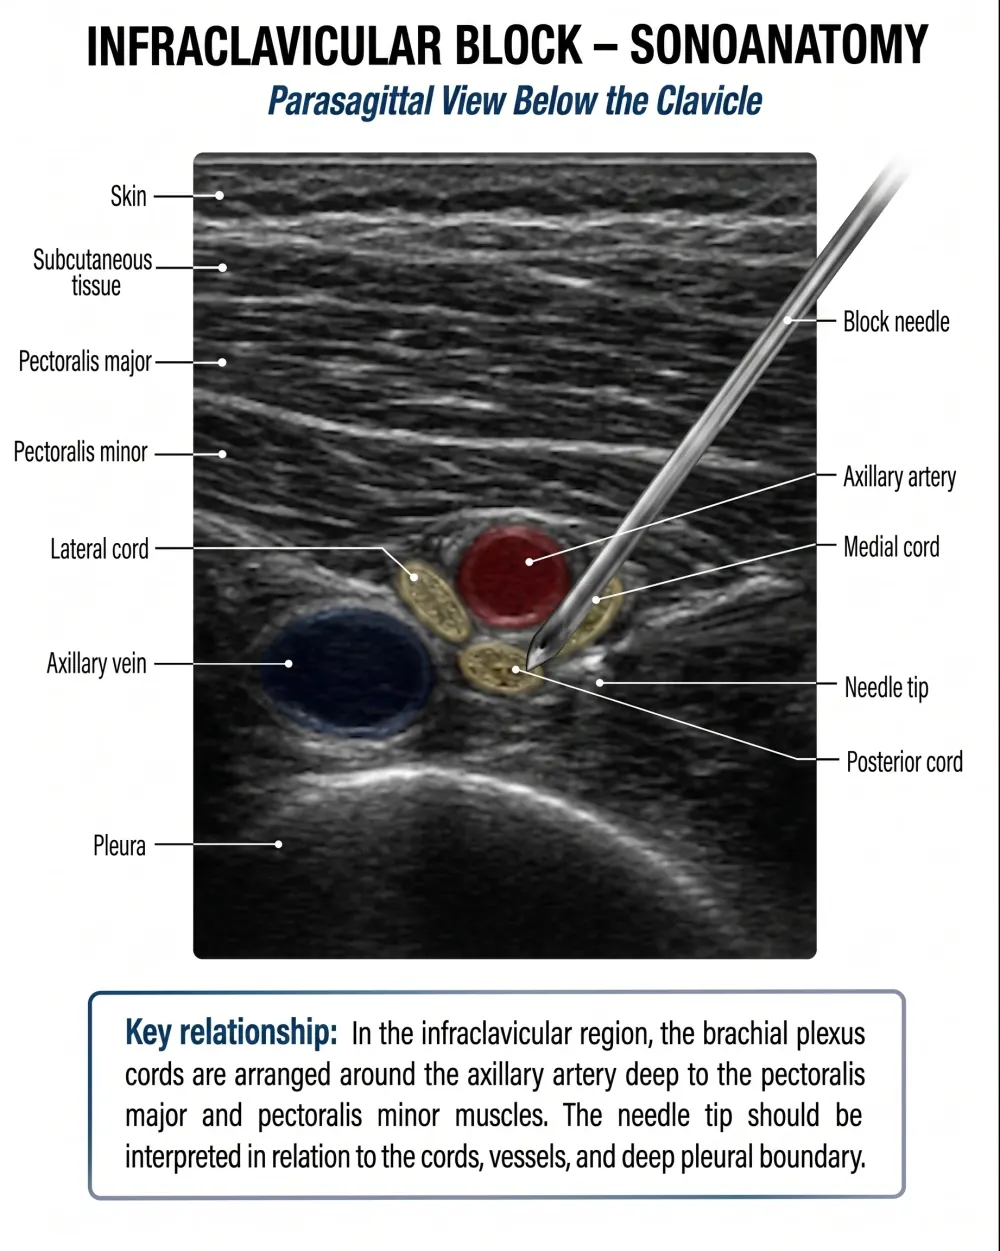 INFRACLAVICULAR BLOCK – SONOANATOMY
Parasagittal View Below the Clavicle
Skin
Subcutaneous
tissue
Block needle
Pectoralis major
Pectoralis minor
Axillary artery
Lateral cord
Medial cord
Axillary vein
Needle tip
Posterior cord
Pleura
Key relationship: In the infraclavicular region, the brachial plexus
cords are arranged around the axillary artery deep to the pectoralis
major and pectoralis minor muscles. The needle tip should be
interpreted in relation to the cords, vessels, and deep pleural boundary.